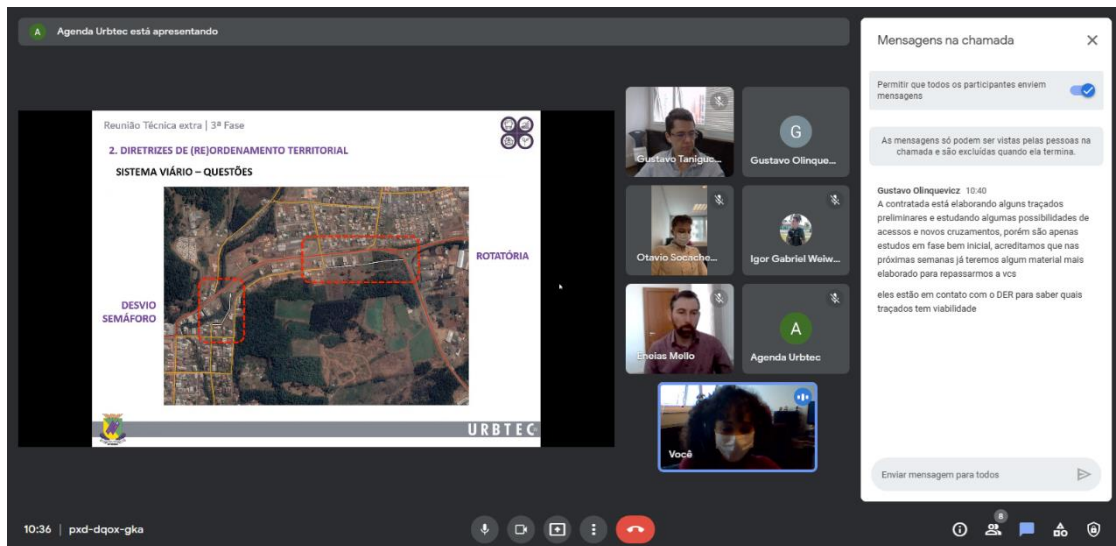 A Agenda Urbtec está apresentando
Reunião Técnica extra | 3ª Fase
2. DIRETRIZES DE (RE)ORDENAMENTO TERRITORIAL
SISTEMA VIÁRIO – QUESTÕES
ROTATÓRIA
DESVIO
SEMÁFORO
URBTEC
Gustavo Taniguc...
G
Gustavo Olinque...
Otavio Socache...
Igor Gabriel Weiw...
Eneias Mello
A
Agenda Urbtec
Você
Mensagens na chamada
Permitir que todos os participantes enviem
mensagens
As mensagens só podem ser vistas pelas pessoas na
chamada e são excluídas quando ela termina.
Gustavo Olinquevicz 10:40
A contratada está elaborando alguns traçados
preliminares e estudando algumas possibilidades de
acessos e novos cruzamentos, porém são apenas
estudos em fase bem inicial, acreditamos que nas
próximas semanas já teremos algum material mais
elaborado para repassarmos a vcs
eles estão em contato com o DER para saber quais
traçados tem viabilidade
Enviar mensagem para todos
10:36 | pxd-dqox-gka
8